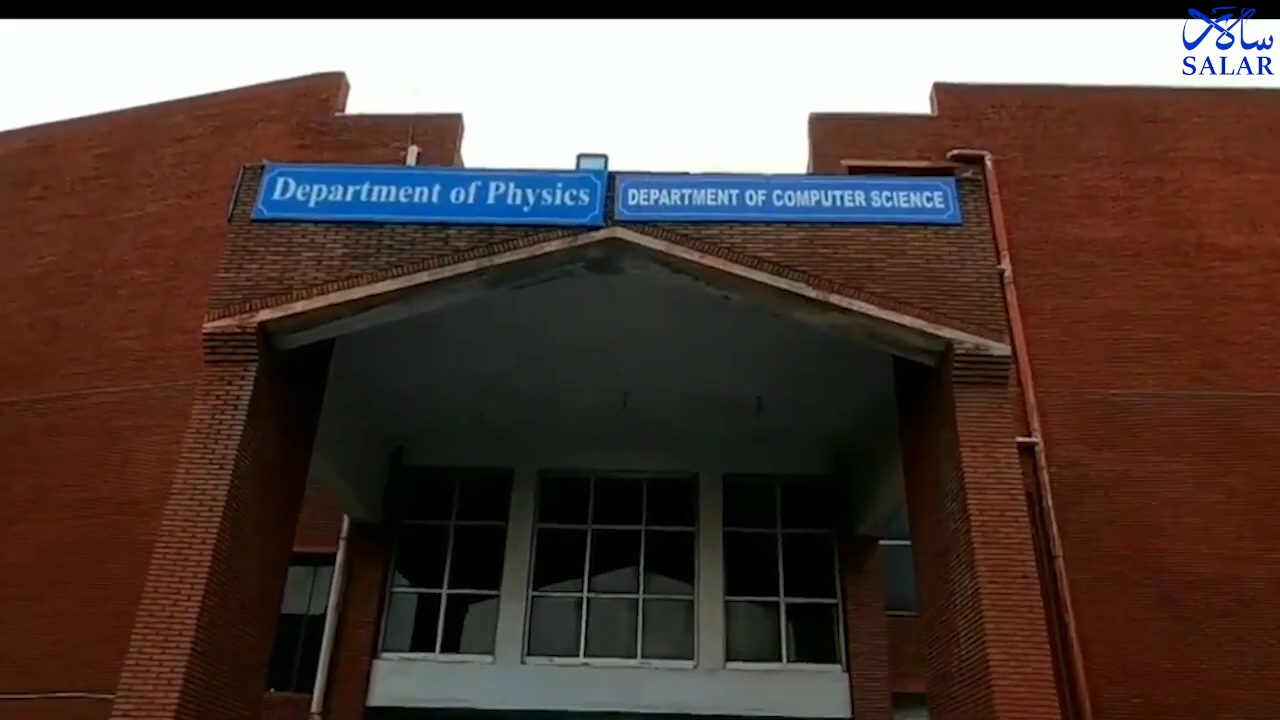 سالار
SALAR
Department of Physics
DEPARTMENT OF COMPUTER SCIENCE